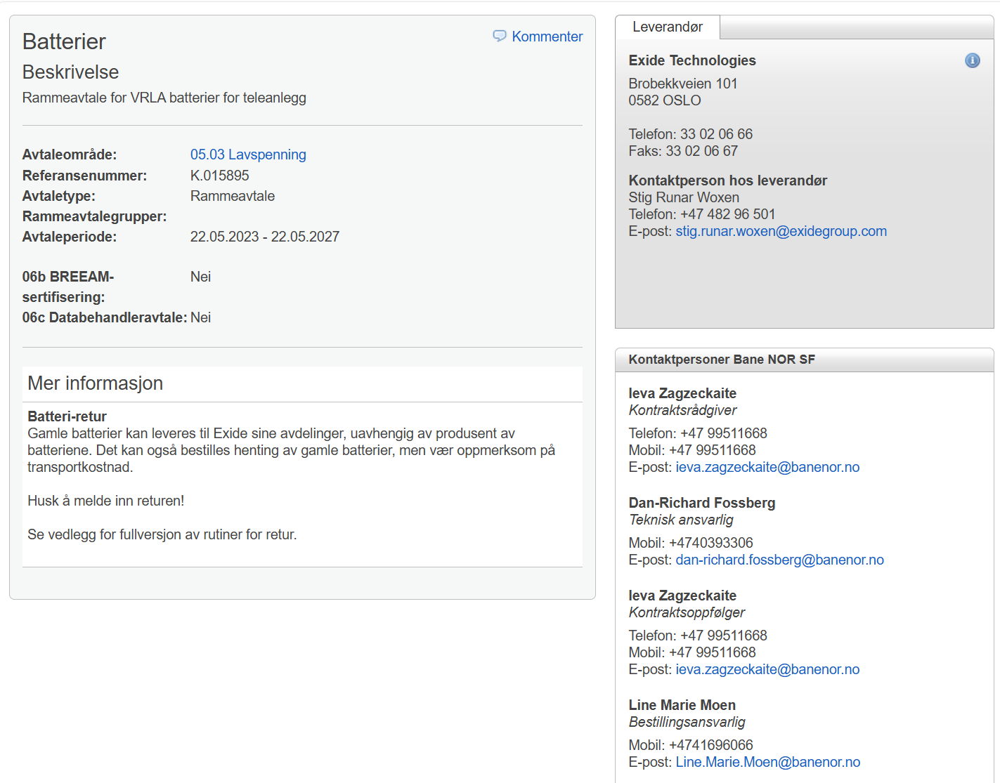 Batterier
Kommenter
Beskrivelse
Rammeavtale for VRLA batterier for teleanlegg
Avtaleområde: 05.03 Lavspenning
Referansenummer: K.015895
Avtaletype: Rammeavtale
Rammeavtalegrupper:
Avtaleperiode: 22.05.2023 - 22.05.2027
06b BREEAM- Nei
sertifisering:
06c Databehandleravtale: Nei
Mer informasjon
Batteri-retur
Gamle batterier kan leveres til Exide sine avdelinger, uavhengig av produsent av
batteriene. Det kan også bestilles henting av gamle batterier, men vær oppmerksom på
transportkostnad.
Husk å melde inn returen!
Se vedlegg for fullversjon av rutiner for retur.
Leverandør
Exide Technologies
Brobekkveien 101
0582 OSLO
Telefon: 33 02 06 66
Faks: 33 02 06 67
Kontaktperson hos leverandør
Stig Runar Woxen
Telefon: +47 482 96 501
E-post: stig.runar.woxen@exidegroup.com
Kontaktpersoner Bane NOR SF
Ieva Zagzeckaite
Kontraktsrådgiver
Telefon: +47 99511668
Mobil: +47 99511668
E-post: ieva.zagzeckaite@banenor.no
Dan-Richard Fossberg
Teknisk ansvarlig
Mobil: +4740393306
E-post: dan-richard.fossberg@banenor.no
Ieva Zagzeckaite
Kontraktsoppfølger
Telefon: +47 99511668
Mobil: +47 99511668
E-post: ieva.zagzeckaite@banenor.no
Line Marie Moen
Bestillingsansvarlig
Mobil: +4741696066
E-post: Line.Marie.Moen@banenor.no